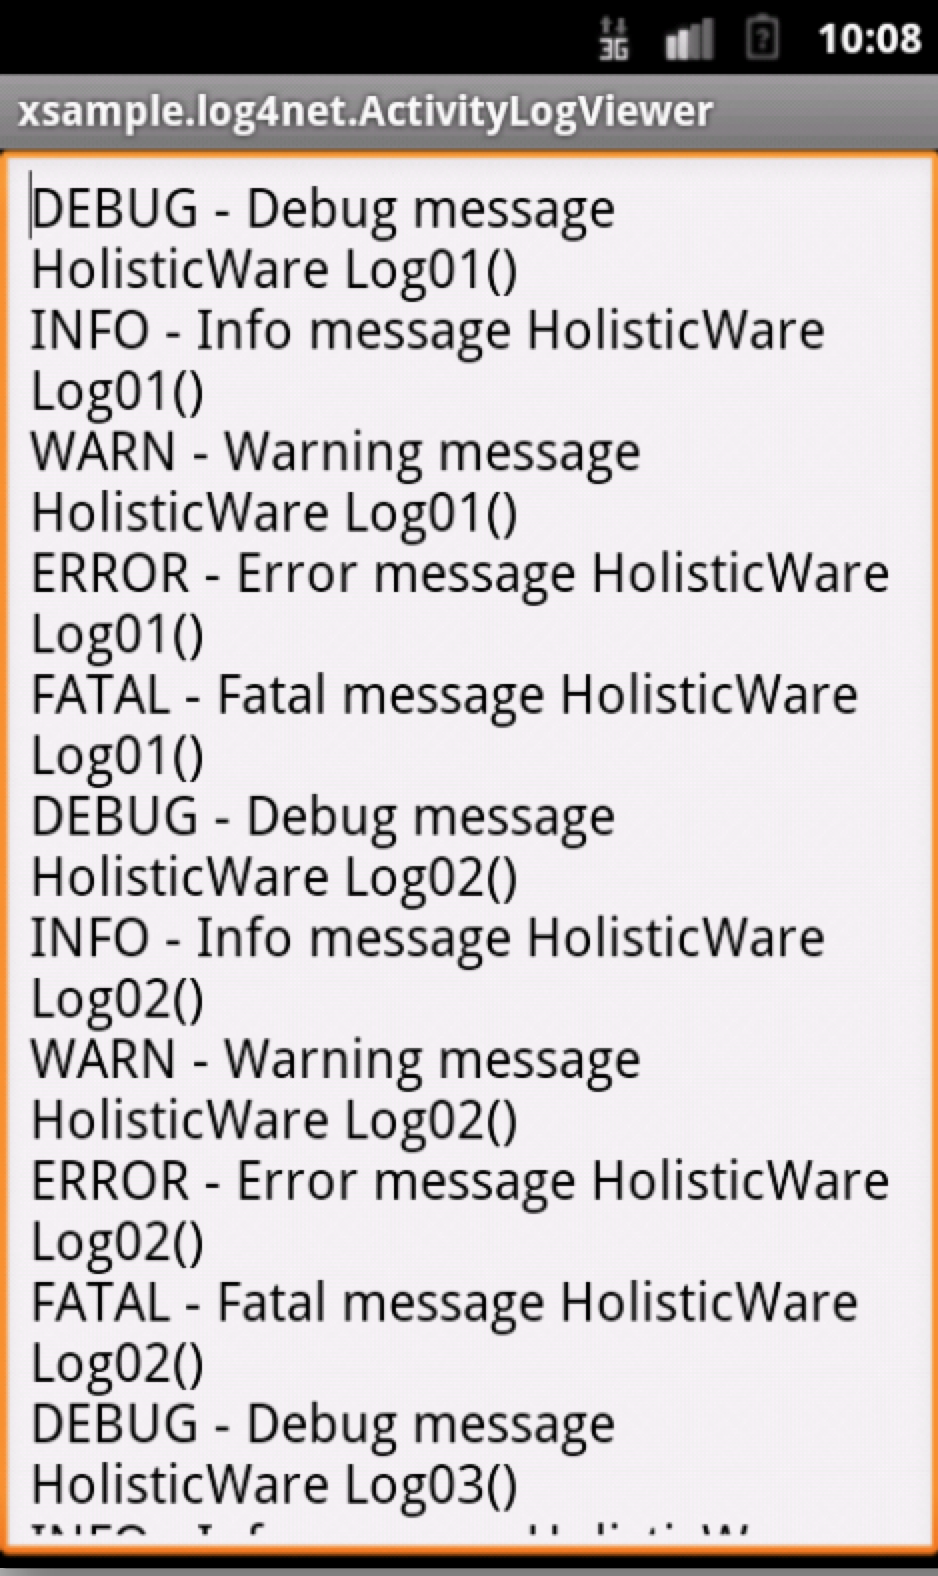 3G 10:08
xsample.log4net.ActivityLogViewer
DEBUG - Debug message
HolisticWare Log01()
INFO - Info message HolisticWare
Log01()
WARN - Warning message
HolisticWare Log01()
ERROR - Error message HolisticWare
Log01()
FATAL - Fatal message HolisticWare
Log01()
DEBUG - Debug message
HolisticWare Log02()
INFO - Info message HolisticWare
Log02()
WARN - Warning message
HolisticWare Log02()
ERROR - Error message HolisticWare
Log02()
FATAL - Fatal message HolisticWare
Log02()
DEBUG - Debug message
HolisticWare Log03()